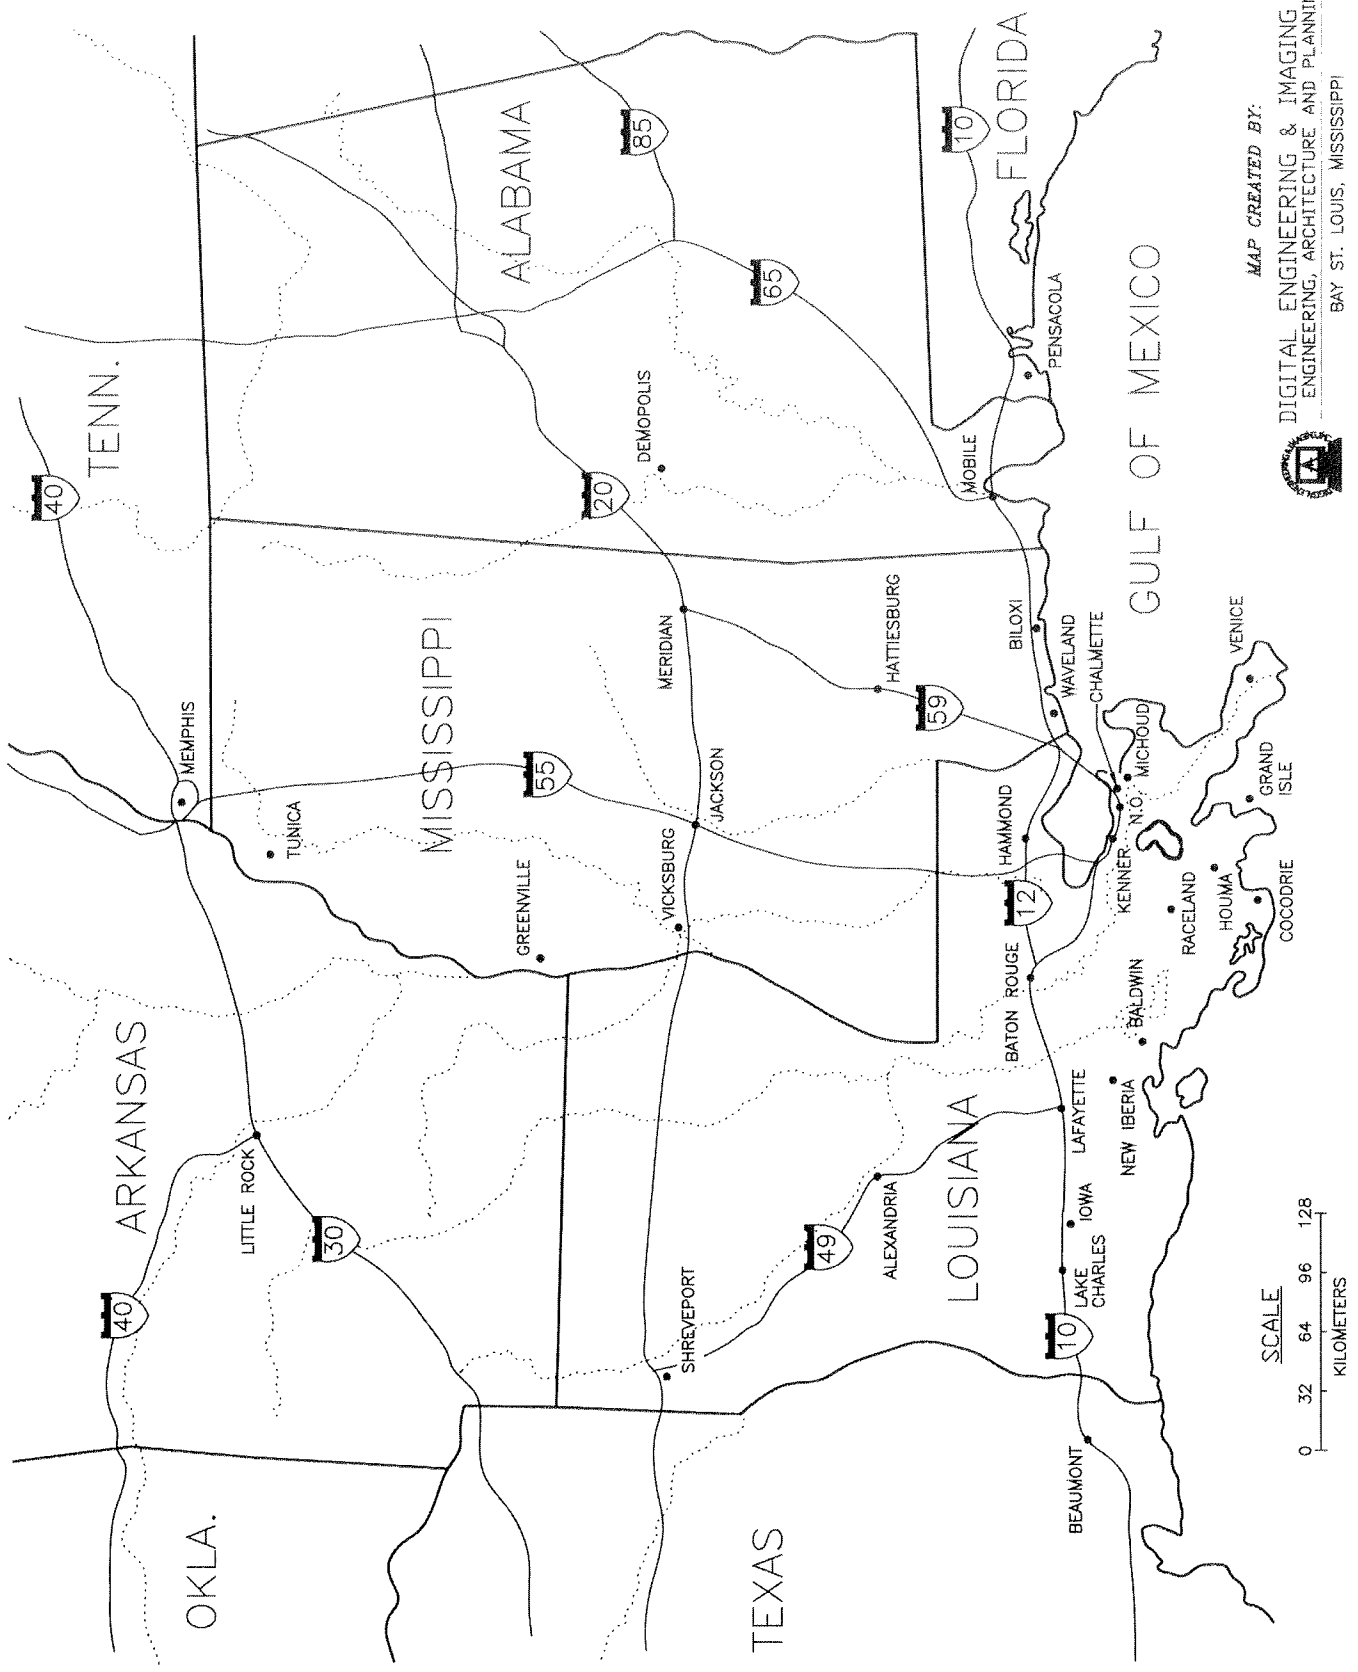 OKLA.
TENN.
ARKANSAS
40
40
MEMPHIS
LITTLE ROCK
TUNICA
30
MISSISSIPPI
ALABAMA
GREENVILLE
55
20
85
DEMOPOLIS
SHREVEPORT
VICKSBURG
JACKSON
MERIDIAN
65
TEXAS
49
ALEXANDRIA
HATTIESBURG
59
LOUISIANA
10
FLORIDA
MOBILE
PENSACOLA
BATON ROUGE
12
HAMMOND
BILOXI
WAVELAND
CHALMETTE
10
LAKE
CHARLES
IOWA
LAFAYETTE
BEAUMONT
NEW IBERIA
BALDWIN
KENNER
N.O.
MICHOUD
GULF OF MEXICO
RACELAND
HOUMA
COCODRIE
GRAND
ISLE
VENICE
SCALE
0 32 64 96 128
KILOMETERS
MAP CREATED BY:
DIGITAL ENGINEERING & IMAGING
ENGINEERING, ARCHITECTURE AND
BAY ST. LOUIS, MISSISSIPPI